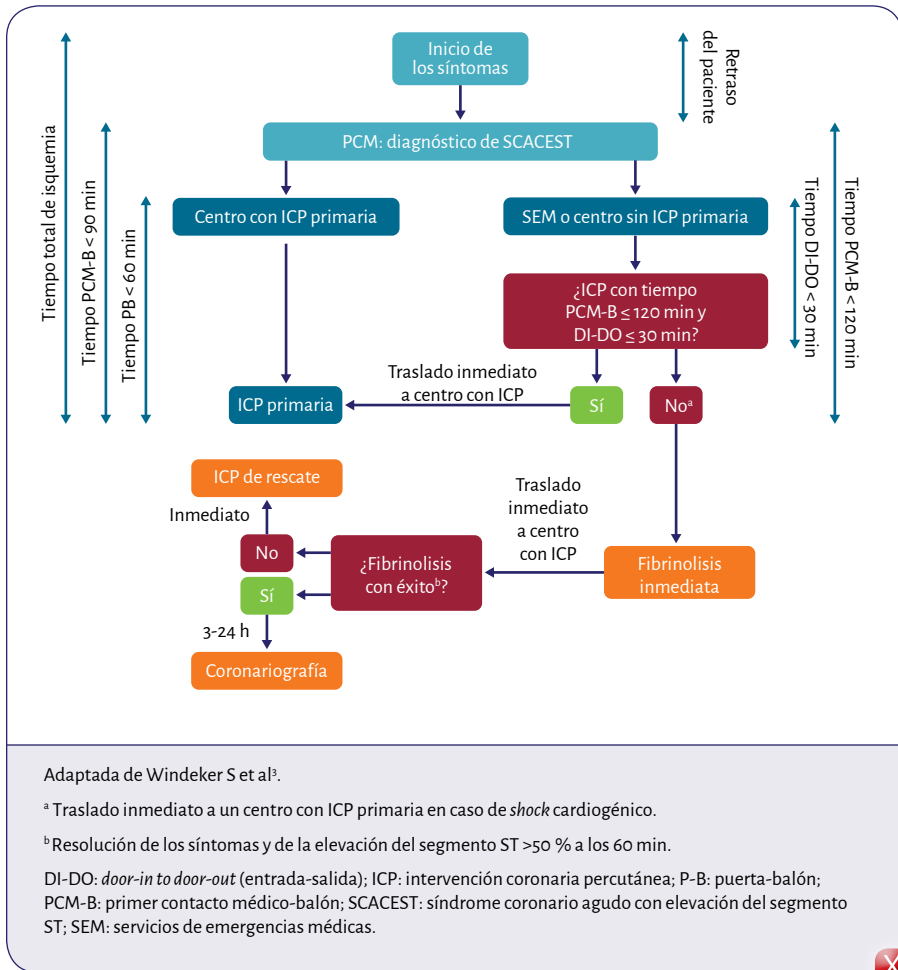 Inicio de
los síntomas
Retraso
del paciente
PCM: diagnóstico de SCACEST
Tiempo total de isquemia
Tiempo PCM-B < 90 min
Tiempo PB < 60 min
Centro con ICP primaria
SEM o centro sin ICP primaria
Tiempo DI-DO < 30 min
Tiempo PCM-B < 120 min
¿ICP con tiempo
PCM-B ≤ 120 min y
DI-DO ≤ 30 min?
Traslado inmediato
a centro con ICP
ICP primaria
Sí
Noᵃ
ICP de rescate
Inmediato
Traslado
inmediato
a centro
con ICP
No
¿Fibrinolisis
con éxitoᵇ?
Fibrinolisis
inmediata
Sí
3-24 h
Coronariografía
Adaptada de Windeker S et al³.
ᵃ Traslado inmediato a un centro con ICP primaria en caso de shock cardiogénico.
ᵇ Resolución de los síntomas y de la elevación del segmento ST >50 % a los 60 min.
DI-DO: door-in to door-out (entrada-salida); ICP: intervención coronaria percutánea; P-B: puerta-balón;
PCM-B: primer contacto médico-balón; SCACEST: síndrome coronario agudo con elevación del segmento
ST; SEM: servicios de emergencias médicas.
X